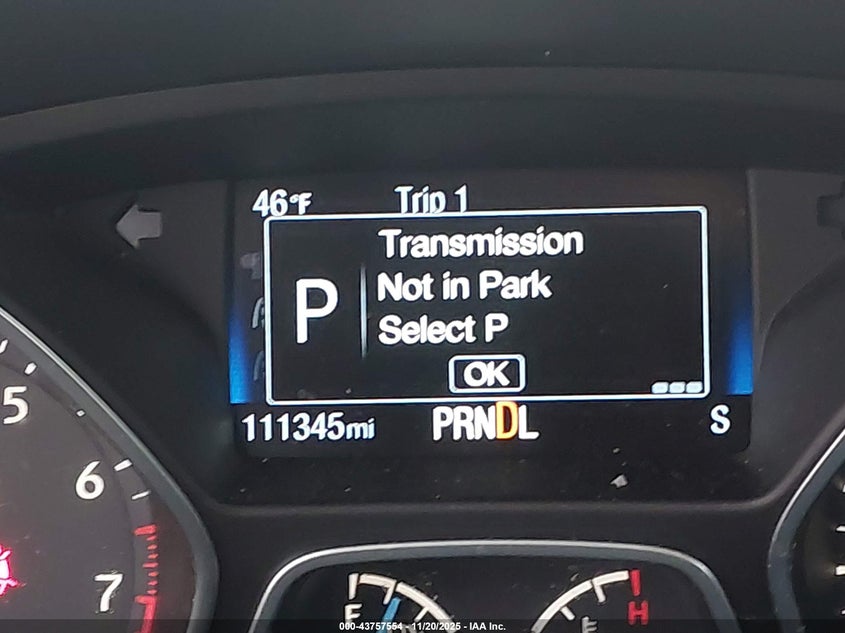 46°F Trip 1
Transmission
P Not in Park
Select P
OK
111345mi PRNDL S
5
6
7
F
H
000-43757554 - 11/20/2025 - IAA Inc.